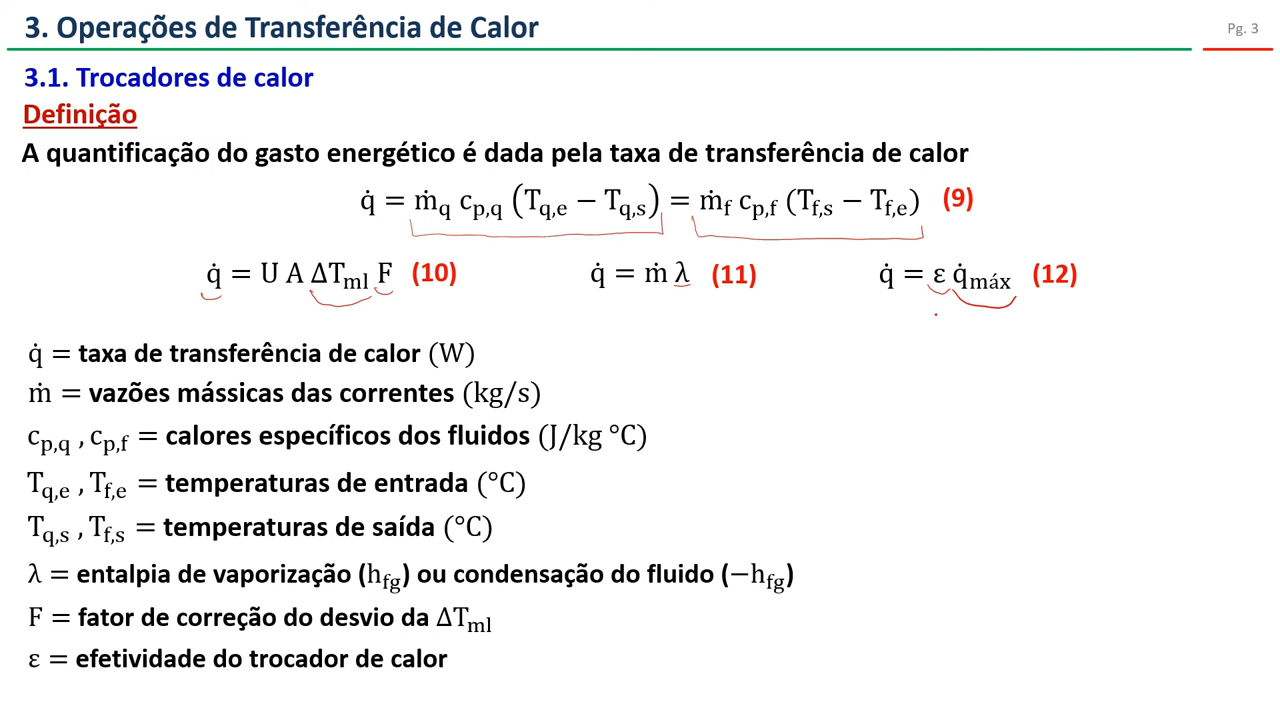 3. Operações de Transferência de Calor
Pg. 3
3.1. Trocadores de calor
Definição
A quantificação do gasto energético é dada pela taxa de transferência de calor
q̇ = ṁq cp,q (Tq,e − Tq,s) = ṁf cp,f (Tf,s − Tf,e) (9)
q̇ = U A ΔTml F (10) q̇ = ṁ λ (11) q̇ = ε q̇máx (12)
q̇ = taxa de transferência de calor (W)
ṁ = vazões mássicas das correntes (kg/s)
cp,q , cp,f = calores específicos dos fluidos (J/kg °C)
Tq,e , Tf,e = temperaturas de entrada (°C)
Tq,s , Tf,s = temperaturas de saída (°C)
λ = entalpia de vaporização (hfg) ou condensação do fluido (−hfg)
F = fator de correção do desvio da ΔTml
ε = efetividade do trocador de calor